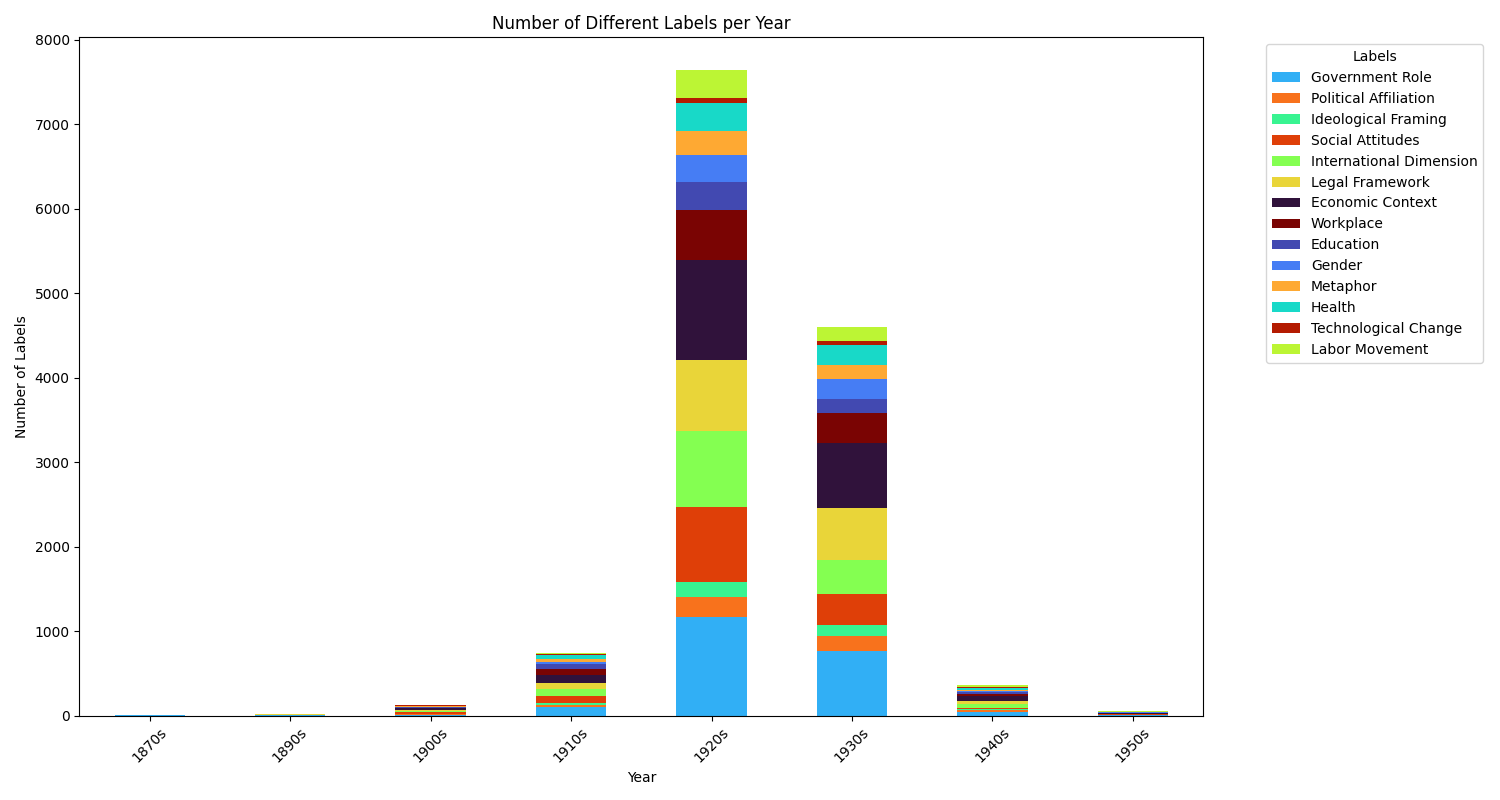 Number of Different Labels per Year
8000
7000
6000
5000
4000
3000
2000
1000
0
Number of Labels
1870s
1890s
1900s
1910s
1920s
1930s
1940s
1950s
Year
Labels
Government Role
Political Affiliation
Ideological Framing
Social Attitudes
International Dimension
Legal Framework
Economic Context
Workplace
Education
Gender
Metaphor
Health
Technological Change
Labor Movement